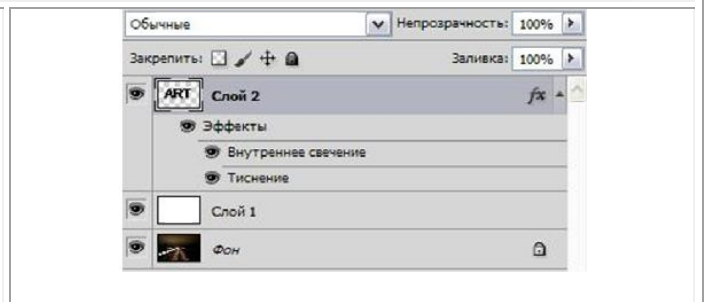 Обычные Непрозрачность: 100%
Закрепить: Заливка: 100%
ART Слой 2 fx
Эффекты
Внутреннее свечение
Тиснение
Слой 1
Фон